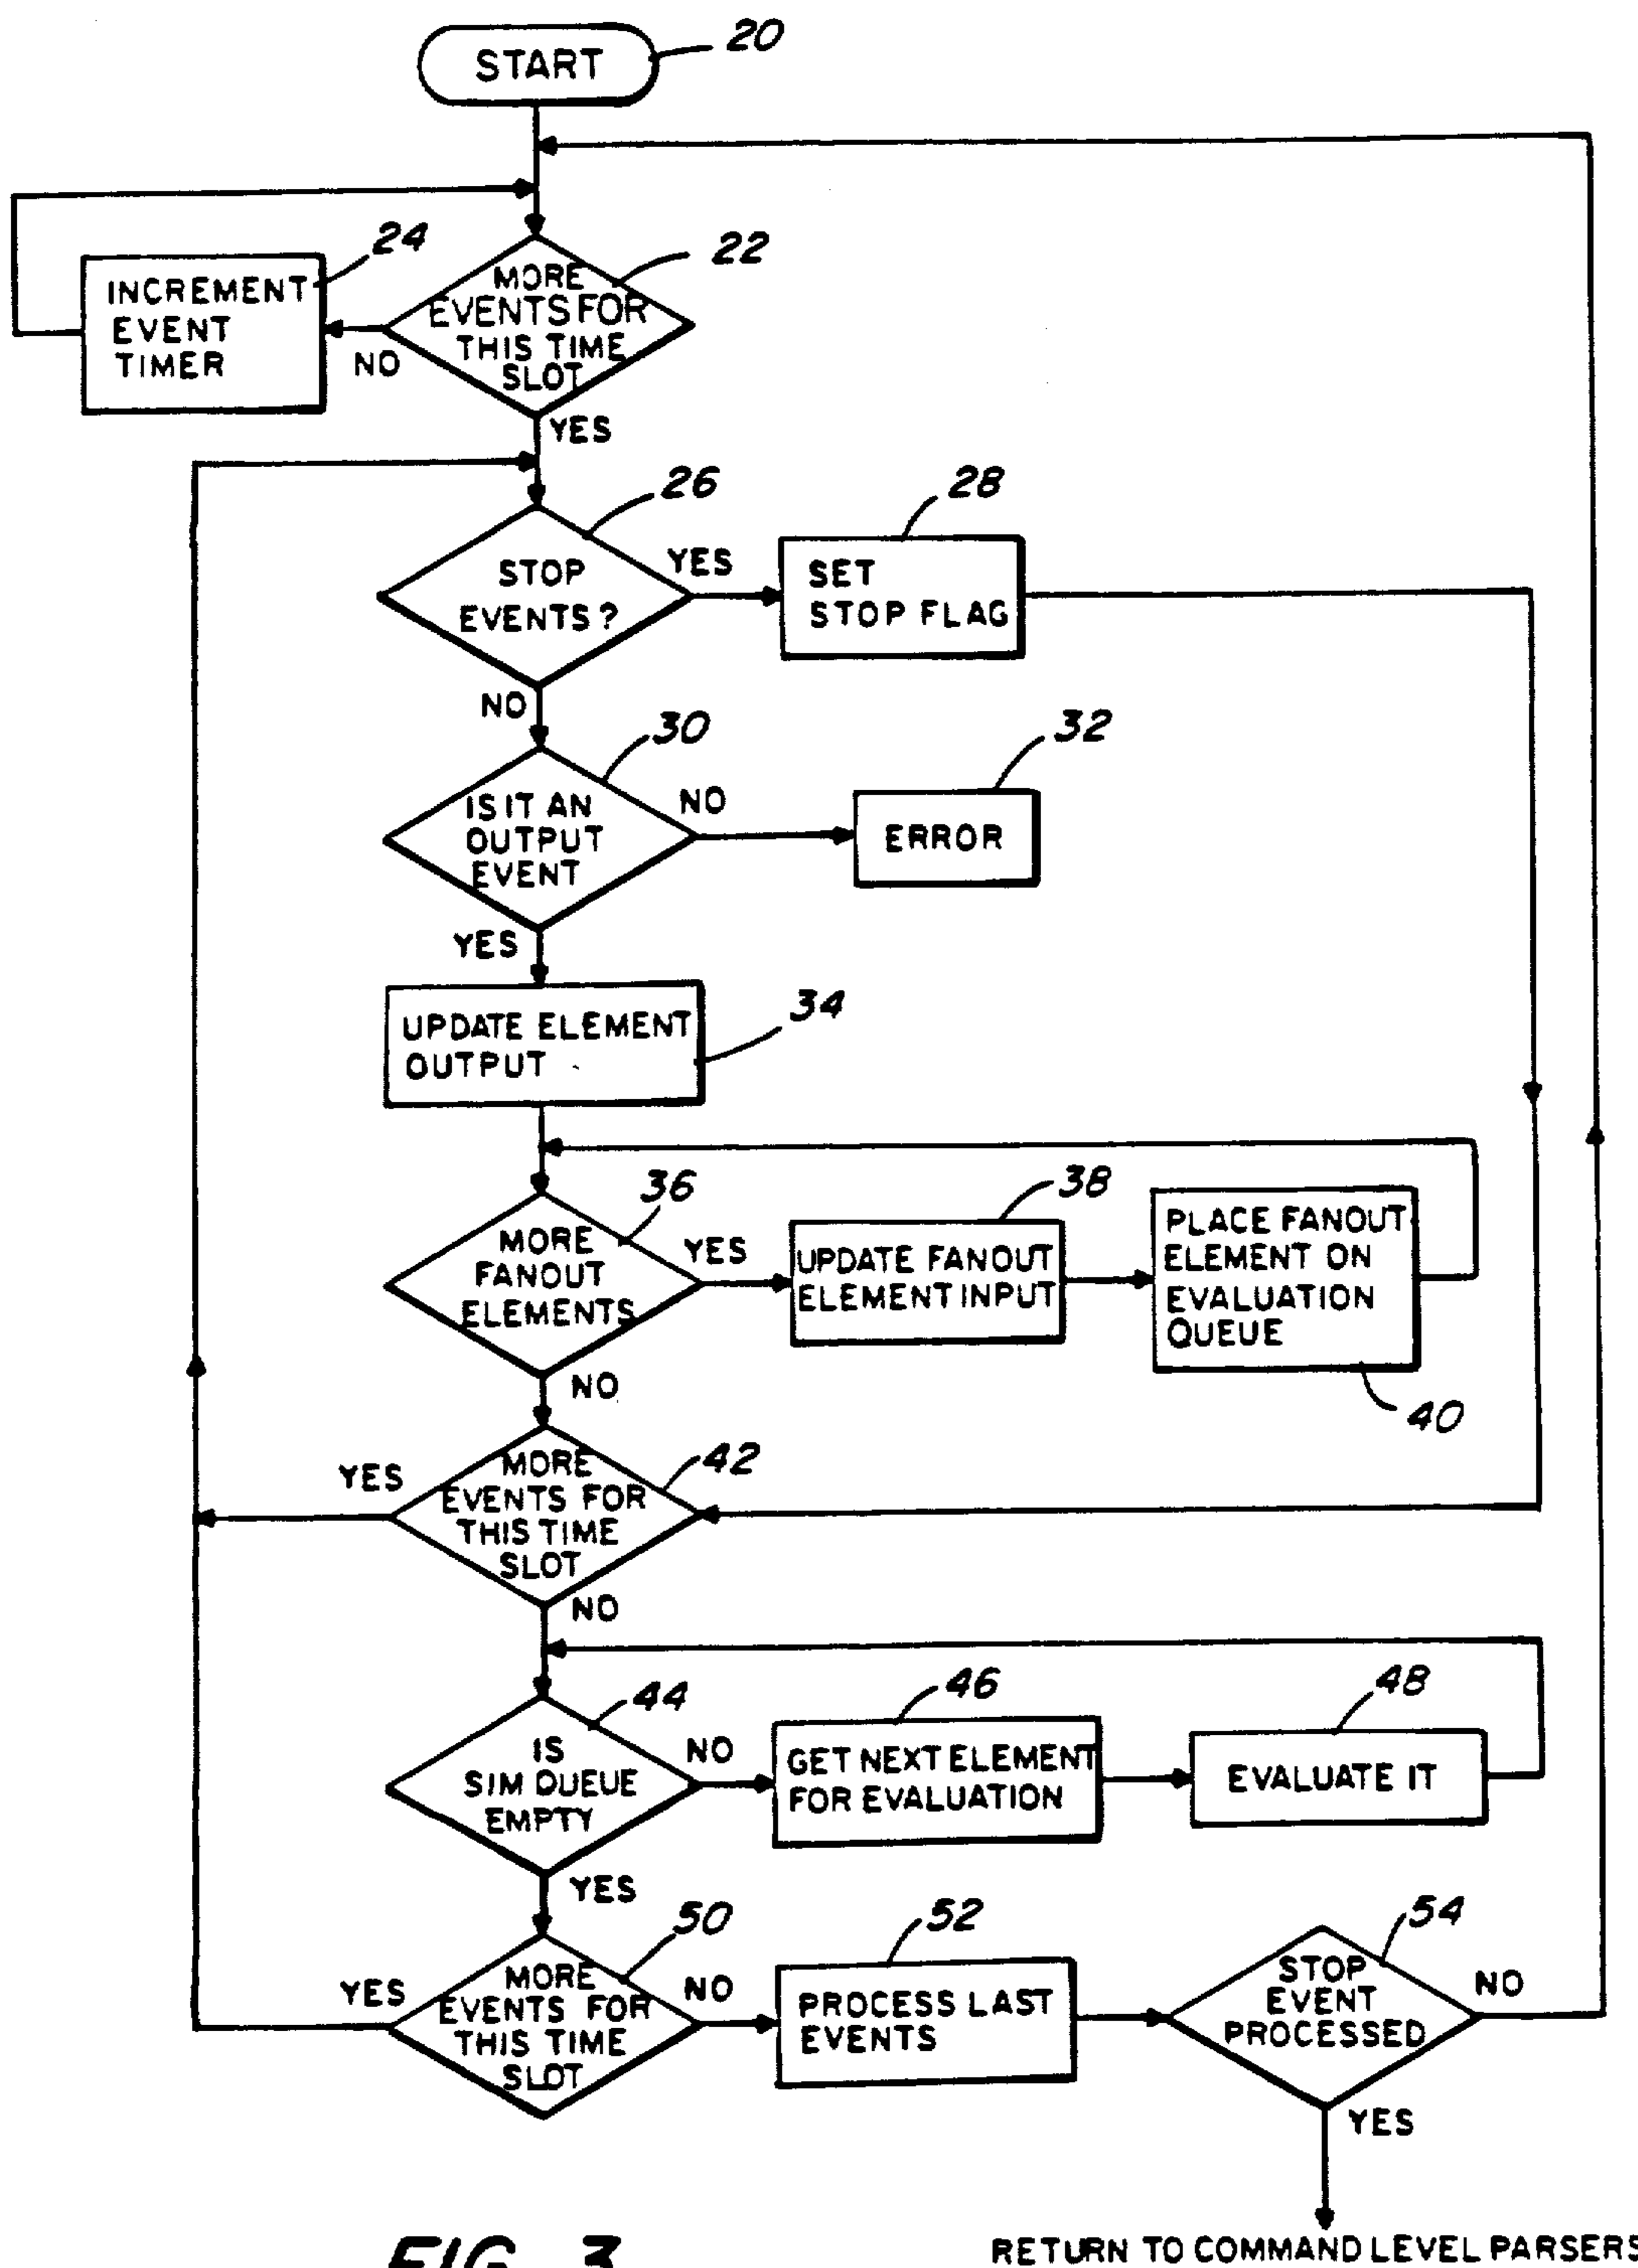 START
20
24
22
INCREMENT
EVENT
TIMER
MORE
EVENTS FOR
THIS TIME
SLOT
NO
YES
26
28
STOP
EVENTS?
YES
SET
STOP FLAG
NO
30
32
IS IT AN
OUTPUT
EVENT
NO
ERROR
YES
34
UPDATE ELEMENT
OUTPUT
36
38
MORE
FANOUT
ELEMENTS
YES
UPDATE FANOUT
ELEMENT INPUT
PLACE FANOUT
ELEMENT ON
EVALUATION
QUEUE
40
NO
42
YES
MORE
EVENTS FOR
THIS TIME
SLOT
NO
44
46
48
IS
SIM QUEUE
EMPTY
NO
GET NEXT ELEMENT
FOR EVALUATION
EVALUATE IT
YES
50
52
54
YES
MORE
EVENTS FOR
THIS TIME
SLOT
NO
PROCESS LAST
EVENTS
STOP
EVENT
PROCESSED
NO
YES
RETURN TO COMMAND LEVEL PARSERS
FIG. 3